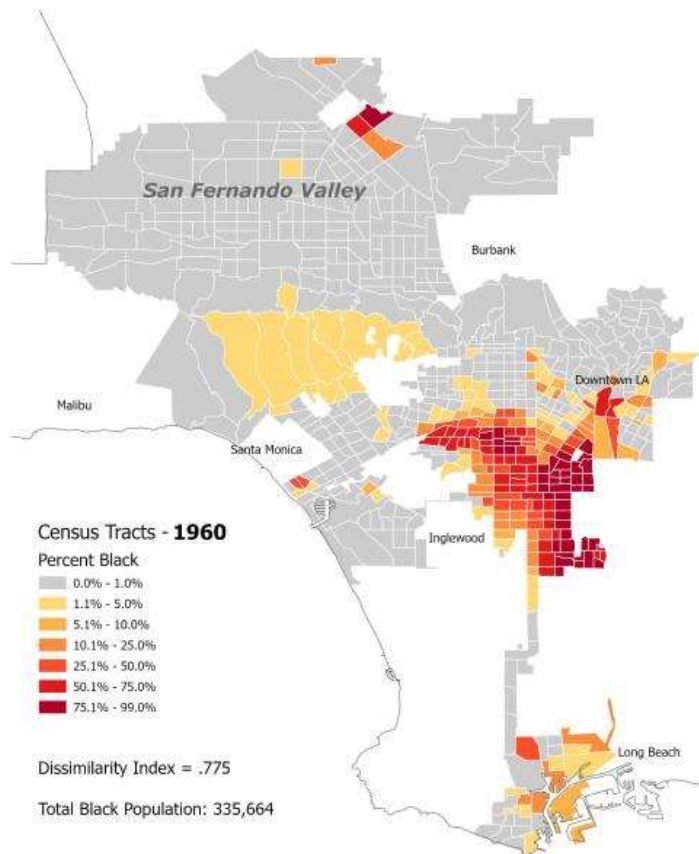 San Fernando Valley
Burbank
Downtown LA
Malibu
Santa Monica
Inglewood
Census Tracts - 1960
Percent Black
0.0% - 1.0%
1.1% - 5.0%
5.1% - 10.0%
10.1% - 25.0%
25.1% - 50.0%
50.1% - 75.0%
75.1% - 99.0%
Long Beach
Dissimilarity Index = .775
Total Black Population: 335,664